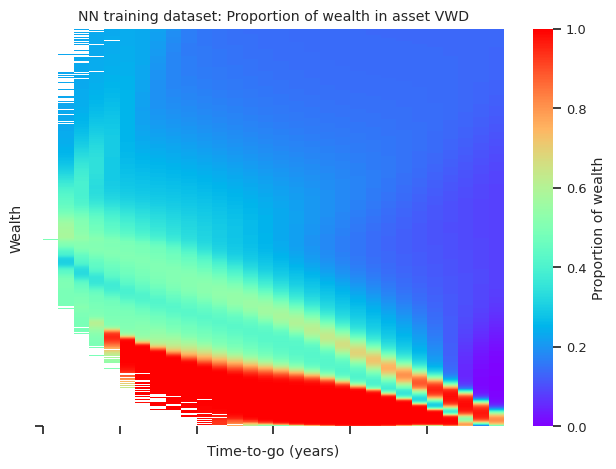 NN training dataset: Proportion of wealth in asset VWD
Wealth
Time-to-go (years)
1.0
0.8
0.6
0.4
0.2
0.0
Proportion of wealth